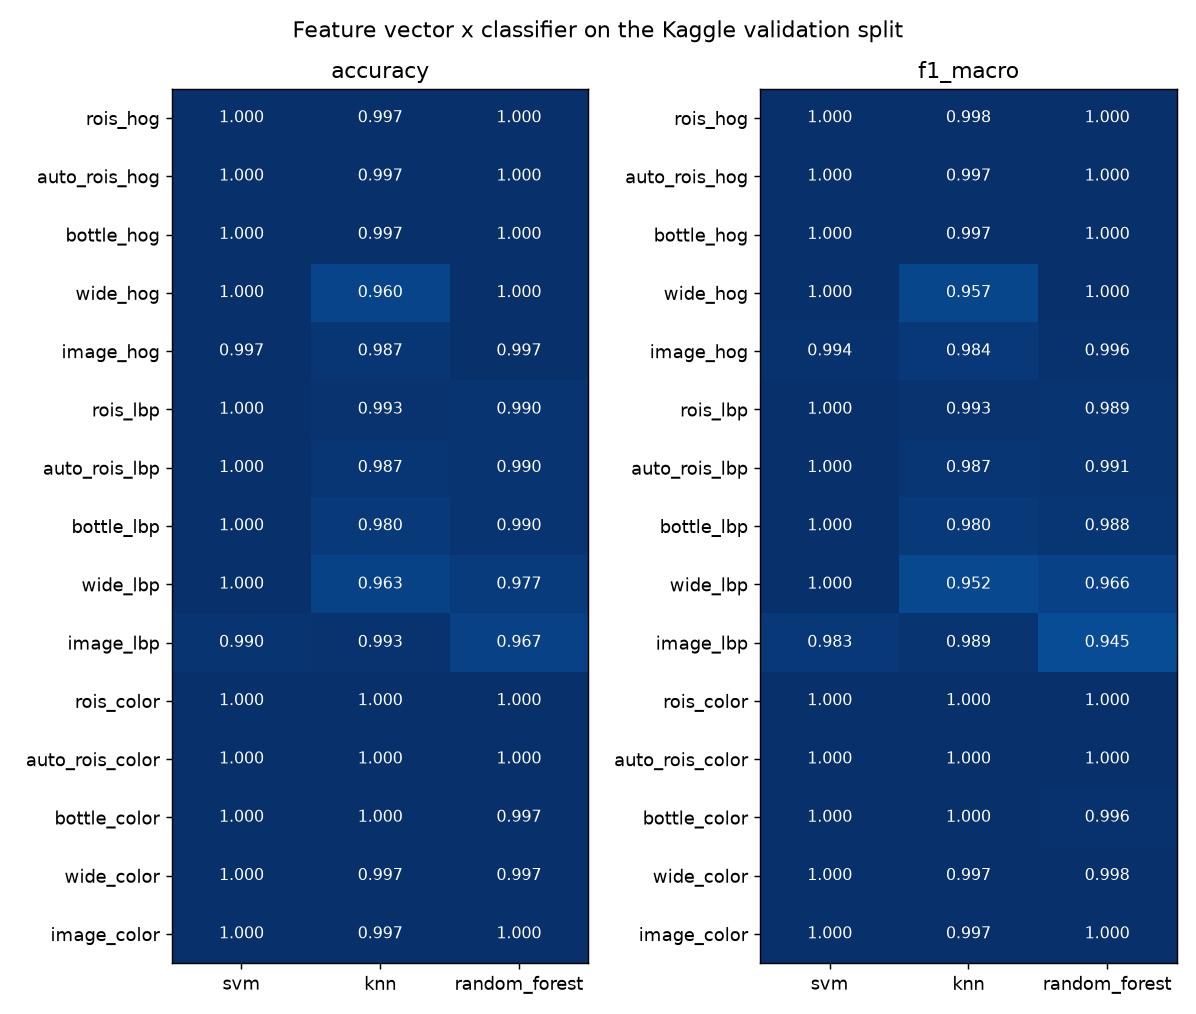 Feature vector x classifier on the Kaggle validation split
accuracy
rois_hog 1.000 0.997 1.000
auto_rois_hog 1.000 0.997 1.000
bottle_hog 1.000 0.997 1.000
wide_hog 1.000 0.960 1.000
image_hog 0.997 0.987 0.997
rois_lbp 1.000 0.993 0.990
auto_rois_lbp 1.000 0.987 0.990
bottle_lbp 1.000 0.980 0.990
wide_lbp 1.000 0.963 0.977
image_lbp 0.990 0.993 0.967
rois_color 1.000 1.000 1.000
auto_rois_color 1.000 1.000 1.000
bottle_color 1.000 1.000 0.997
wide_color 1.000 0.997 0.997
image_color 1.000 0.997 1.000
svm knn random_forest
f1_macro
rois_hog 1.000 0.998 1.000
auto_rois_hog 1.000 0.997 1.000
bottle_hog 1.000 0.997 1.000
wide_hog 1.000 0.957 1.000
image_hog 0.994 0.984 0.996
rois_lbp 1.000 0.993 0.989
auto_rois_lbp 1.000 0.987 0.991
bottle_lbp 1.000 0.980 0.988
wide_lbp 1.000 0.952 0.966
image_lbp 0.983 0.989 0.945
rois_color 1.000 1.000 1.000
auto_rois_color 1.000 1.000 1.000
bottle_color 1.000 1.000 0.996
wide_color 1.000 0.997 0.998
image_color 1.000 0.997 1.000
svm knn random_forest